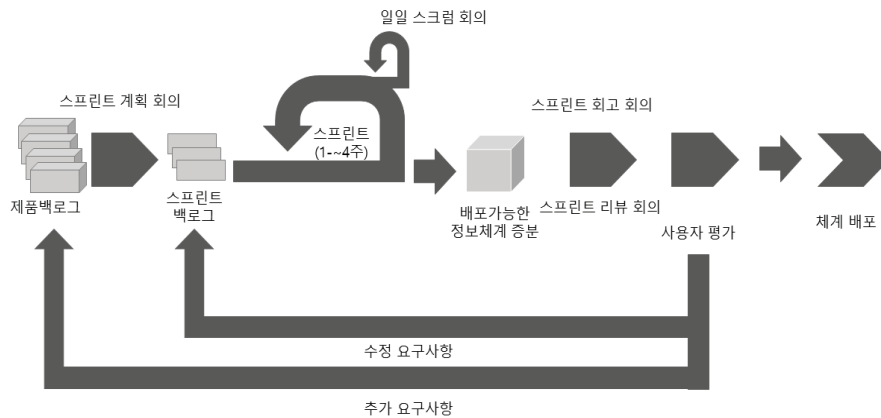 일일 스크럼 회의
스프린트 계획 회의
스프린트 회고 회의
스프린트
(1-~4주)
제품백로그
스프린트
백로그
배포가능한
정보체계 증분
스프린트 리뷰 회의
사용자 평가
체계 배포
수정 요구사항
추가 요구사항